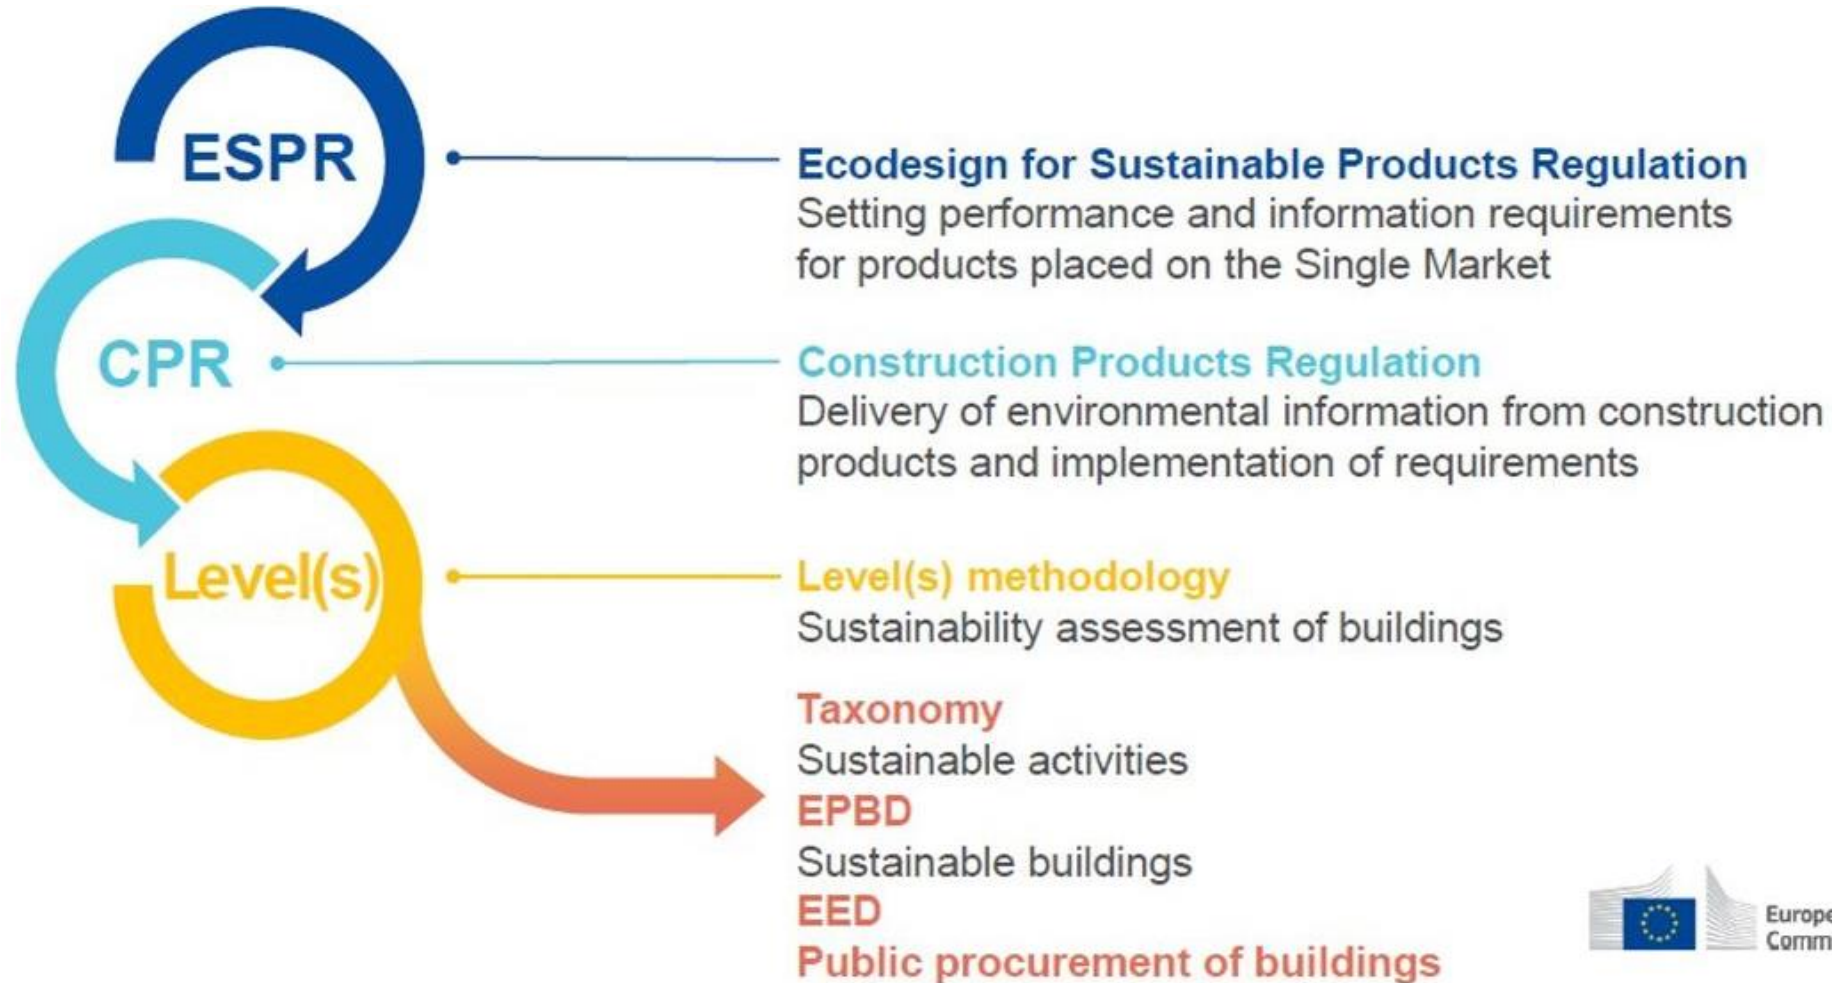 ESPR
Ecodesign for Sustainable Products Regulation
Setting performance and information requirements
for products placed on the Single Market
CPR
Construction Products Regulation
Delivery of environmental information from construction
products and implementation of requirements
Level(s)
Level(s) methodology
Sustainability assessment of buildings
Taxonomy
Sustainable activities
EPBD
Sustainable buildings
EED
Public procurement of buildings